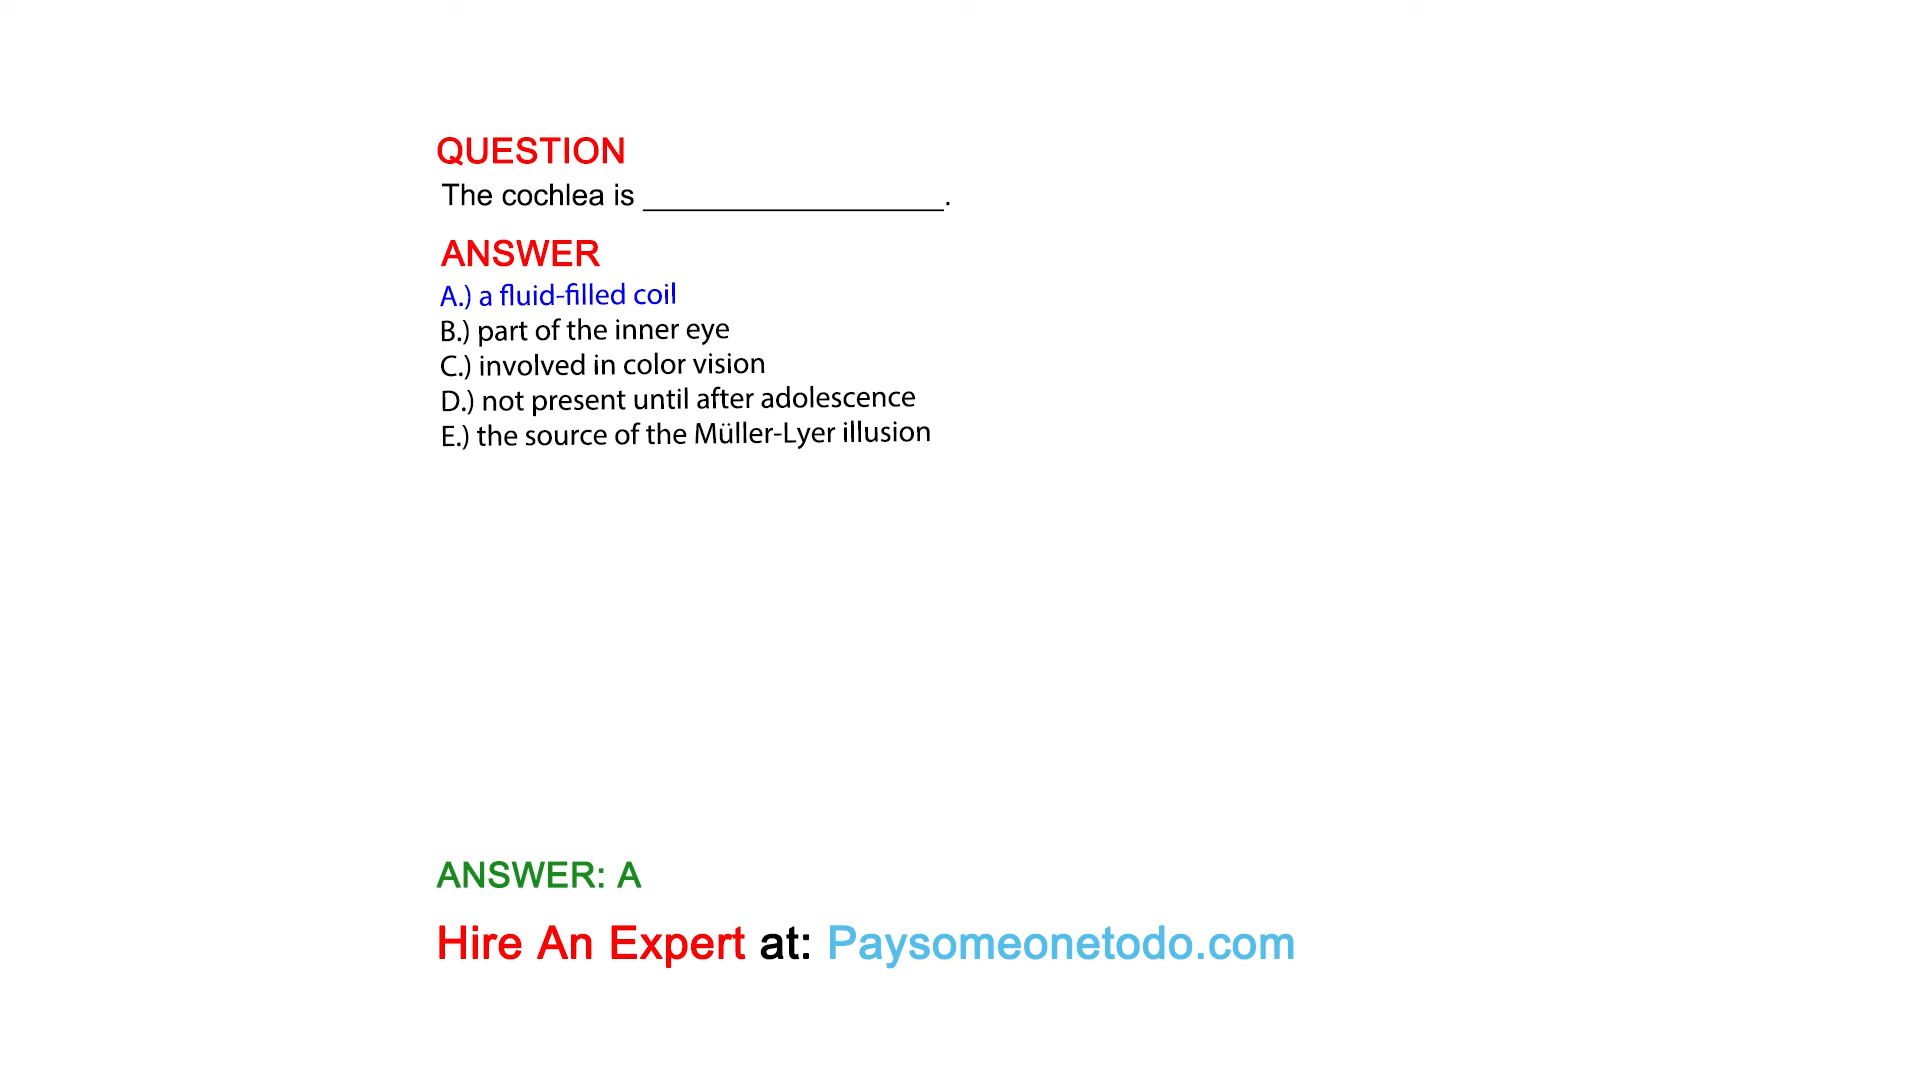 QUESTION
The cochlea is __________________.
ANSWER
A.) a fluid-filled coil
B.) part of the inner eye
C.) involved in color vision
D.) not present until after adolescence
E.) the source of the Müller-Lyer illusion
ANSWER: A
Hire An Expert at: Paysomeonetodo.com